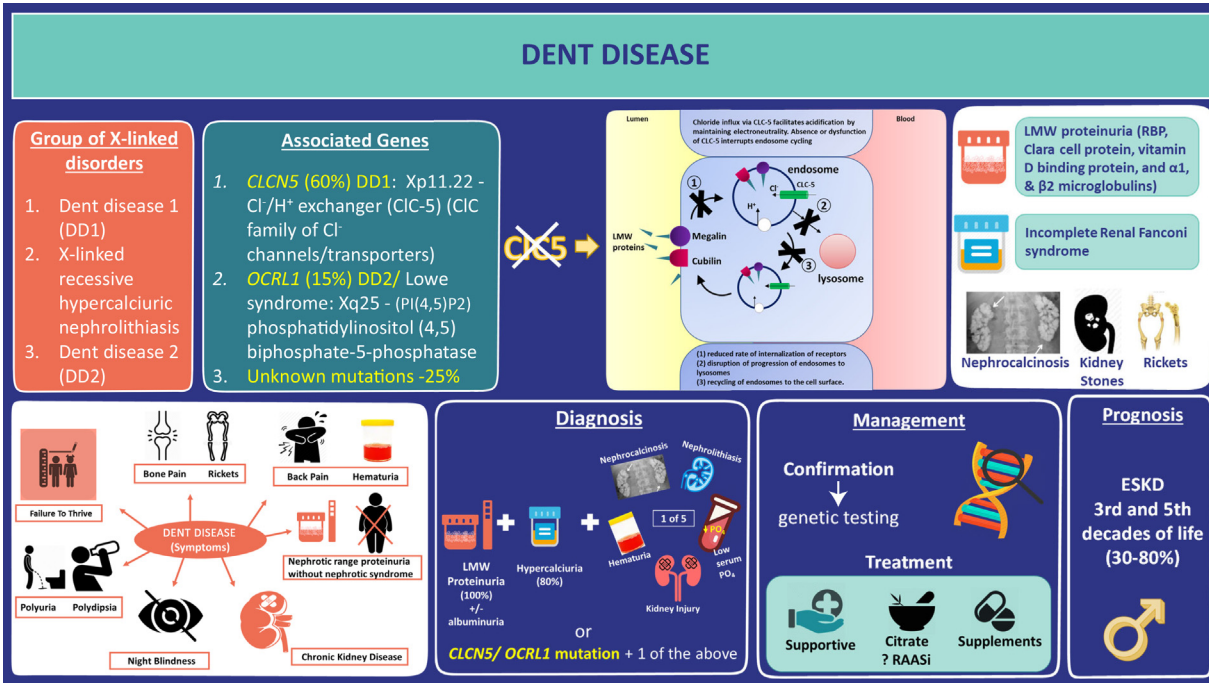 DENT DISEASE
Group of X-linked
disorders
1. Dent disease 1
(DD1)
2. X-linked
recessive
hypercalciuric
nephrolithiasis
3. Dent disease 2
(DD2)
Associated Genes
1. CLCN5 (60%) DD1: Xp11.22 -
Cl⁻/H⁺ exchanger (ClC-5) (ClC
family of Cl⁻
channels/transporters)
2. OCRL1 (15%) DD2/ Lowe
syndrome: Xq25 - (PI(4,5)P2)
phosphatidylinositol (4,5)
biphosphate-5-phosphatase
3. Unknown mutations -25%
ClC5
Lumen
Chloride influx via CLC-5 facilitates acidification by
maintaining electroneutrality. Absence or dysfunction
of CLC-5 interrupts endosome cycling
Blood
endosome
1
Cl⁻
CLC-5
H⁺
2
LMW
proteins
Megalin
Cubilin
3
lysosome
(1) reduced rate of internalization of receptors
(2) disruption of progression of endosomes to
lysosomes
(3) recycling of endosomes to the cell surface.
LMW proteinuria (RBP,
Clara cell protein, vitamin
D binding protein, and α1,
& β2 microglobulins)
Incomplete Renal Fanconi
syndrome
Nephrocalcinosis
Kidney
Stones
Rickets
Failure To Thrive
Bone Pain
Rickets
Back Pain
Hematuria
DENT DISEASE
(Symptoms)
Nephrotic range proteinuria
without nephrotic syndrome
Polyuria
Polydipsia
Night Blindness
Chronic Kidney Disease
Diagnosis
Nephrocalcinosis
Nephrolithiasis
+
+
1 of 5
PO₄
LMW
Proteinuria
(100%)
+/-
albuminuria
Hypercalciuria
(80%)
Hematuria
Low
serum
PO₄
Kidney Injury
or
CLCN5/ OCRL1 mutation + 1 of the above
Management
Confirmation
genetic testing
Treatment
Supportive
Citrate
? RAASi
Supplements
Prognosis
ESKD
3rd and 5th
decades of life
(30-80%)